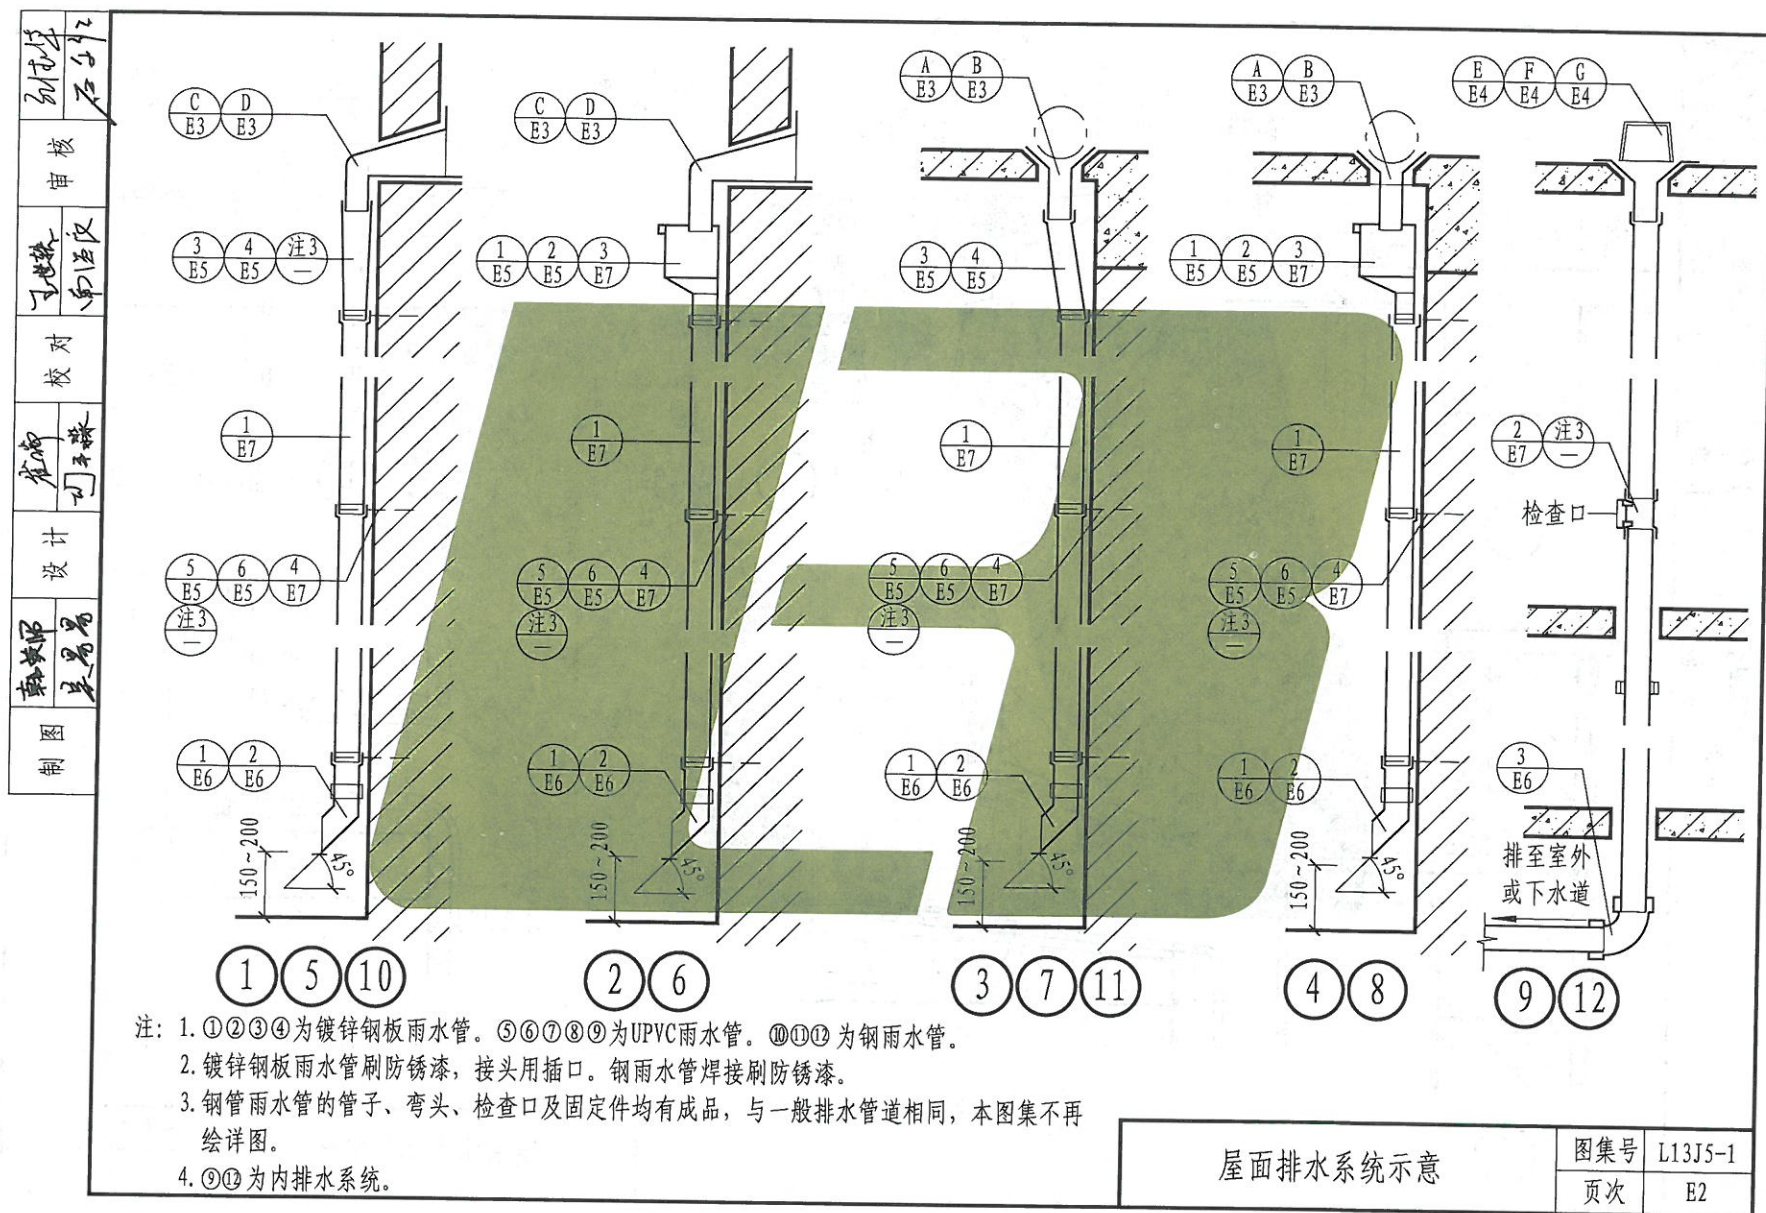 审核
校对
设计
制图
C D
E3 E3
C D
E3 E3
A B
E3 E3
A B
E3 E3
E F G
E4 E4 E4
3 4 注3
E5 E5 —
1 2 3
E5 E5 E7
3 4
E5 E5
1 2 3
E5 E5 E7
1
E7
1
E7
1
E7
1
E7
2 注3
E7 —
检查口
5 6 4
E5 E5 E7
注3
—
5 6 4
E5 E5 E7
注3
—
5 6 4
E5 E5 E7
注3
—
5 6 4
E5 E5 E7
注3
—
1 2
E6 E6
1 2
E6 E6
1 2
E6 E6
1 2
E6 E6
3
E6
150~200
45°
150~200
45°
150~200
45°
150~200
45°
排至室外
或下水道
1 5 10
2 6
3 7 11
4 8
9 12
注: 1.①②③④为镀锌钢板雨水管。⑤⑥⑦⑧⑨为UPVC雨水管。⑩⑪⑫为钢雨水管。
2.镀锌钢板雨水管刷防锈漆，接头用插口。钢雨水管焊接刷防锈漆。
3.钢管雨水管的管子、弯头、检查口及固定件均有成品，与一般排水管道相同，本图集不再
绘详图。
4.⑨⑫为内排水系统。
屋面排水系统示意
图集号 L13J5-1
页次 E2